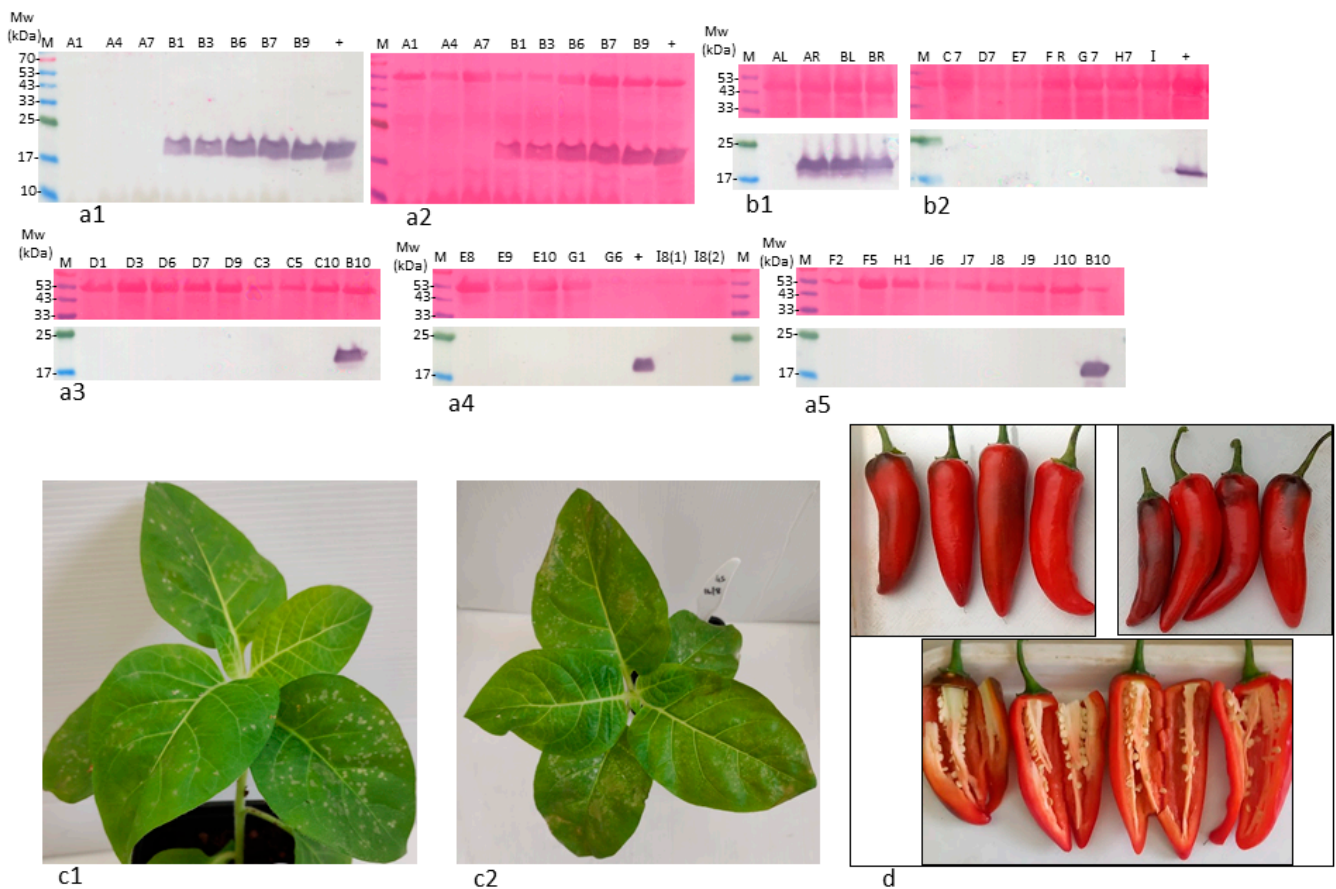 Mw
(kDa) M A1 A4 A7 B1 B3 B6 B7 B9 +
70-
53-
43-
33-
25-
17-
10-
a1
M A1 A4 A7 B1 B3 B6 B7 B9 +
a2
Mw
(kDa)
M AL AR BL BR
53-
43-
33-
25-
17-
b1
M C7 D7 E7 F R G7 H7 I +
b2
Mw
(kDa) M D1 D3 D6 D7 D9 C3 C5 C10 B10
53-
43-
33-
25-
17-
a3
Mw
(kDa) M E8 E9 E10 G1 G6 + I8(1) I8(2) M
53-
43-
33-
25-
17-
a4
Mw
(kDa)
M F2 F5 H1 J6 J7 J8 J9 J10 B10
53-
43-
33-
25-
17-
a5
c1
c2
d